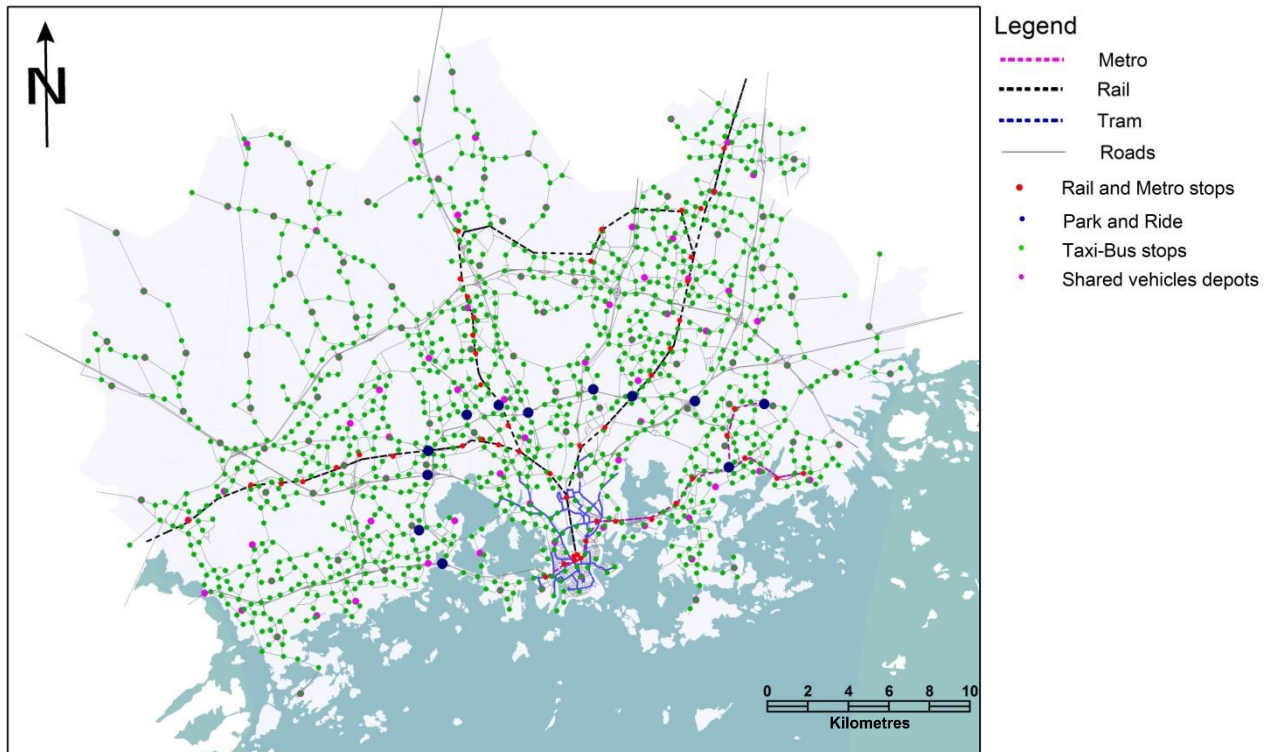 N
Legend
Metro
Rail
Tram
Roads
Rail and Metro stops
Park and Ride
Taxi-Bus stops
Shared vehicles depots
0 2 4 6 8 10
Kilometres